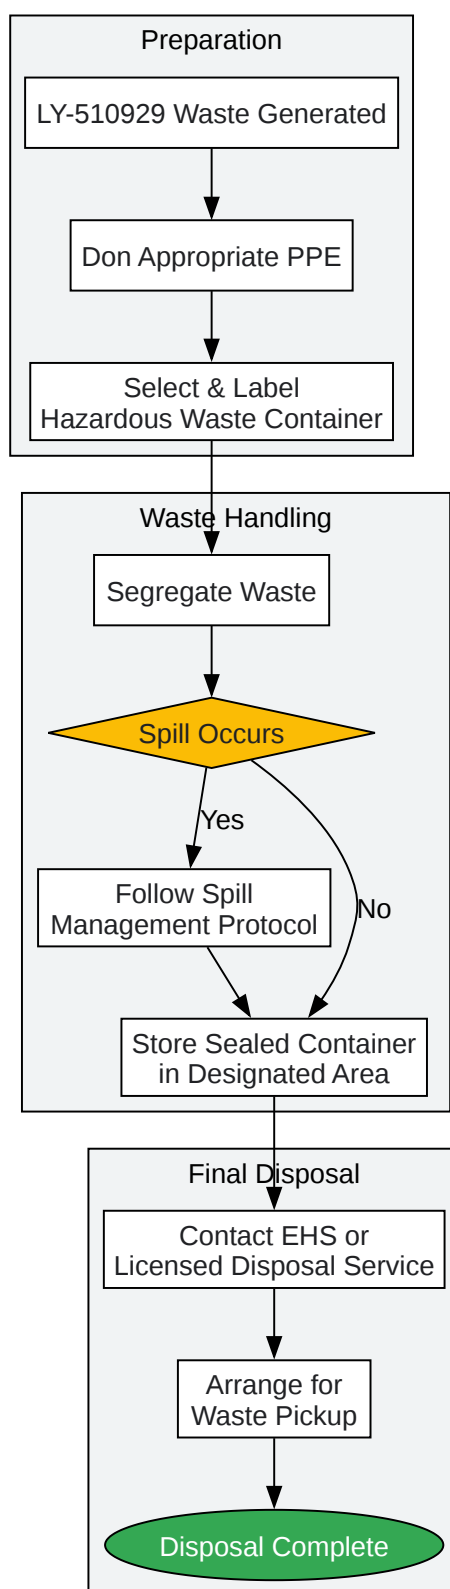 Preparation
LY-510929 Waste Generated
Don Appropriate PPE
Select & Label
Hazardous Waste Container
Waste Handling
Segregate Waste
Spill Occurs
Yes
Follow Spill
Management Protocol
No
Store Sealed Container
in Designated Area
Final Disposal
Contact EHS or
Licensed Disposal Service
Arrange for
Waste Pickup
Disposal Complete